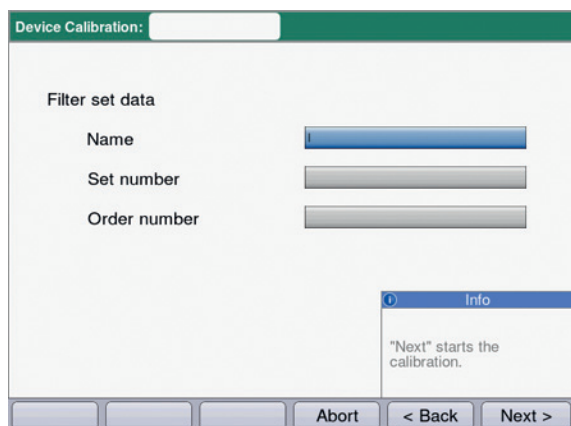 Device Calibration:
Filter set data
Name
Set number
Order number
Info
"Next" starts the
calibration.
Abort
< Back
Next >